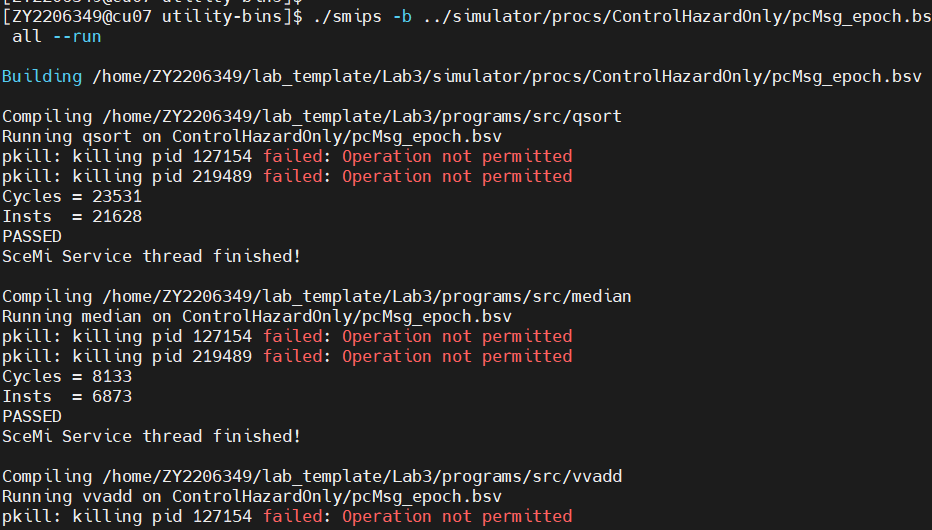 [ZY2206349@cu07 utility-bins]$
[ZY2206349@cu07 utility-bins]$ ./smips -b ../simulator/procs/ControlHazardOnly/pcMsg_epoch.bs
all --run
Building /home/ZY2206349/lab_template/Lab3/simulator/procs/ControlHazardOnly/pcMsg_epoch.bsv
Compiling /home/ZY2206349/lab_template/Lab3/programs/src/qsort
Running qsort on ControlHazardOnly/pcMsg_epoch.bsv
pkill: killing pid 127154 failed: Operation not permitted
pkill: killing pid 219489 failed: Operation not permitted
Cycles = 23531
Insts  = 21628
PASSED
SceMi Service thread finished!
Compiling /home/ZY2206349/lab_template/Lab3/programs/src/median
Running median on ControlHazardOnly/pcMsg_epoch.bsv
pkill: killing pid 127154 failed: Operation not permitted
pkill: killing pid 219489 failed: Operation not permitted
Cycles = 8133
Insts  = 6873
PASSED
SceMi Service thread finished!
Compiling /home/ZY2206349/lab_template/Lab3/programs/src/vvadd
Running vvadd on ControlHazardOnly/pcMsg_epoch.bsv
pkill: killing pid 127154 failed: Operation not permitted